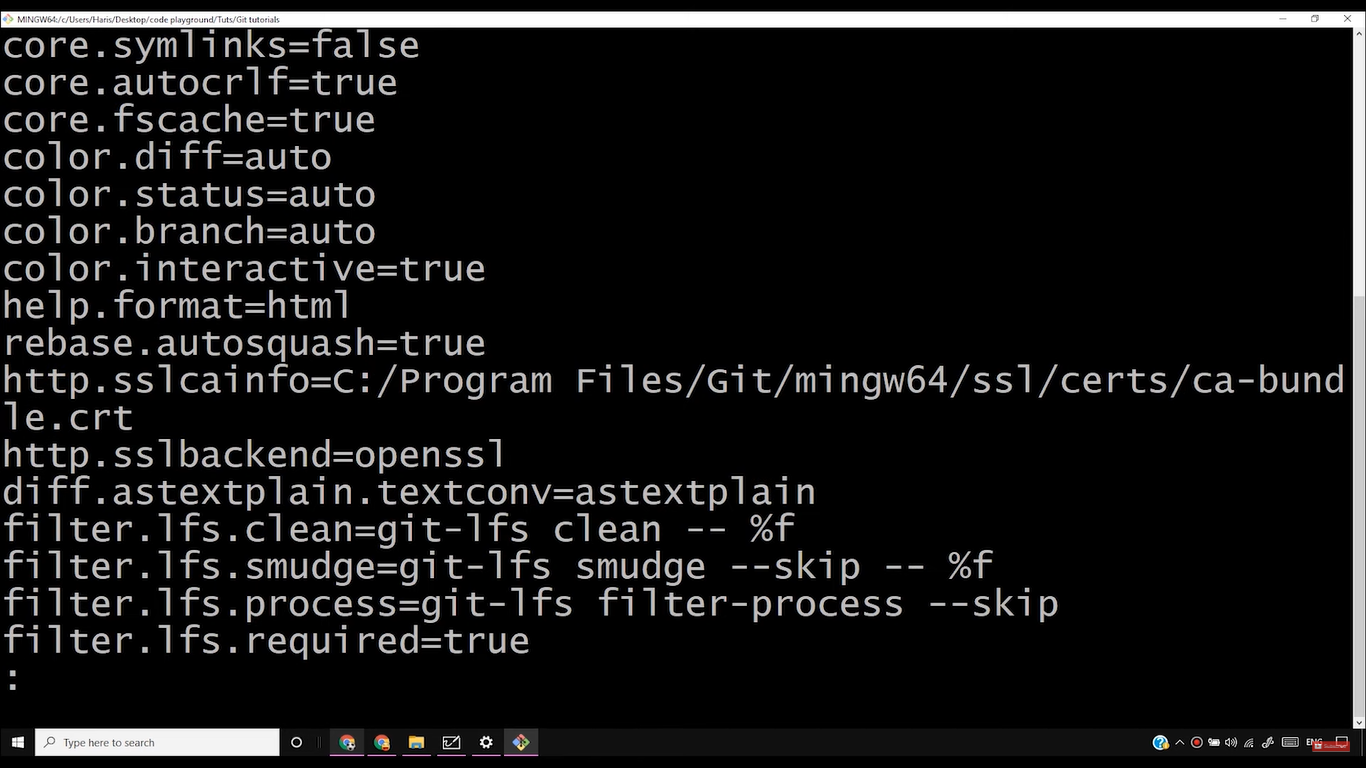 MINGW64:/c/Users/Haris/Desktop/code playground/Tuts/Git tutorials
core.symlinks=false
core.autocrlf=true
core.fscache=true
color.diff=auto
color.status=auto
color.branch=auto
color.interactive=true
help.format=html
rebase.autosquash=true
http.sslcainfo=C:/Program Files/Git/mingw64/ssl/certs/ca-bund
le.crt
http.sslbackend=openssl
diff.astextplain.textconv=astextplain
filter.lfs.clean=git-lfs clean -- %f
filter.lfs.smudge=git-lfs smudge --skip -- %f
filter.lfs.process=git-lfs filter-process --skip
filter.lfs.required=true
:
Type here to search